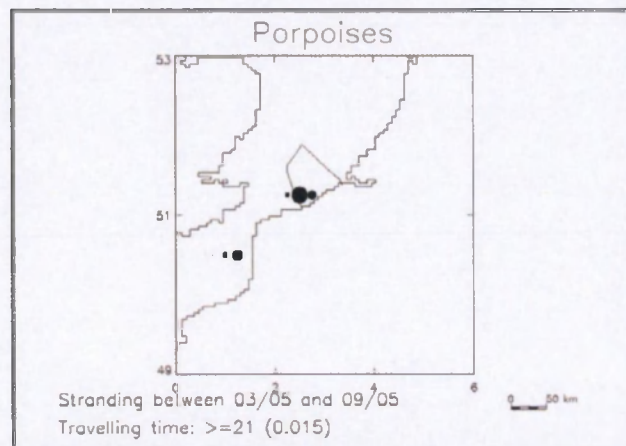 Porpoises
53
51
49
0
2
4
6
Stranding between 03/05 and 09/05
0 50 km
Travelling time: >=21 (0.015)